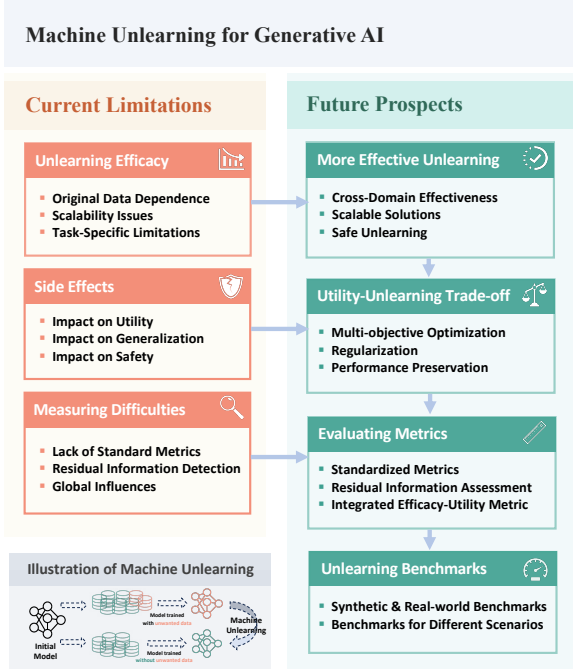 Machine Unlearning for Generative AI
Current Limitations
Unlearning Efficacy
Original Data Dependence
Scalability Issues
Task-Specific Limitations
Side Effects
Impact on Utility
Impact on Generalization
Impact on Safety
Measuring Difficulties
Lack of Standard Metrics
Residual Information Detection
Global Influences
Future Prospects
More Effective Unlearning
Cross-Domain Effectiveness
Scalable Solutions
Safe Unlearning
Utility-Unlearning Trade-off
Multi-objective Optimization
Regularization
Performance Preservation
Evaluating Metrics
Standardized Metrics
Residual Information Assessment
Integrated Efficacy-Utility Metric
Unlearning Benchmarks
Synthetic & Real-world Benchmarks
Benchmarks for Different Scenarios
Illustration of Machine Unlearning
Initial
Model
Model trained
with unwanted data
Model trained
without unwanted data
Machine
Unlearning